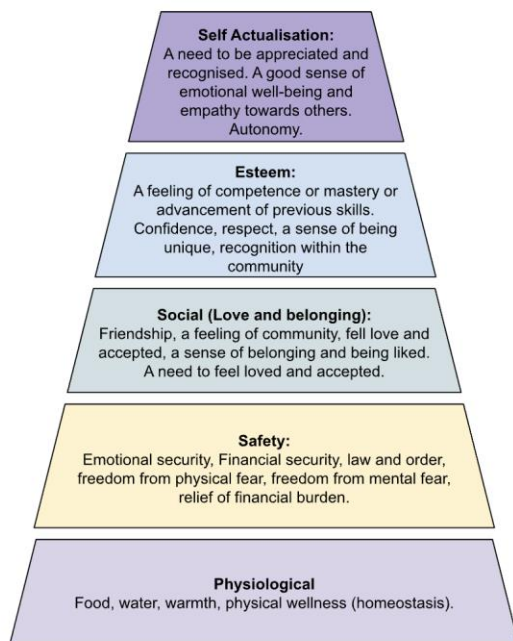 Self Actualisation:
A need to be appreciated and
recognised. A good sense of
emotional well-being and
empathy towards others.
Autonomy.
Esteem:
A feeling of competence or mastery or
advancement of previous skills.
Confidence, respect, a sense of being
unique, recognition within the
community
Social (Love and belonging):
Friendship, a feeling of community, fell love and
accepted, a sense of belonging and being liked.
A need to feel loved and accepted.
Safety:
Emotional security, Financial security, law and order,
freedom from physical fear, freedom from mental fear,
relief of financial burden.
Physiological
Food, water, warmth, physical wellness (homeostasis).